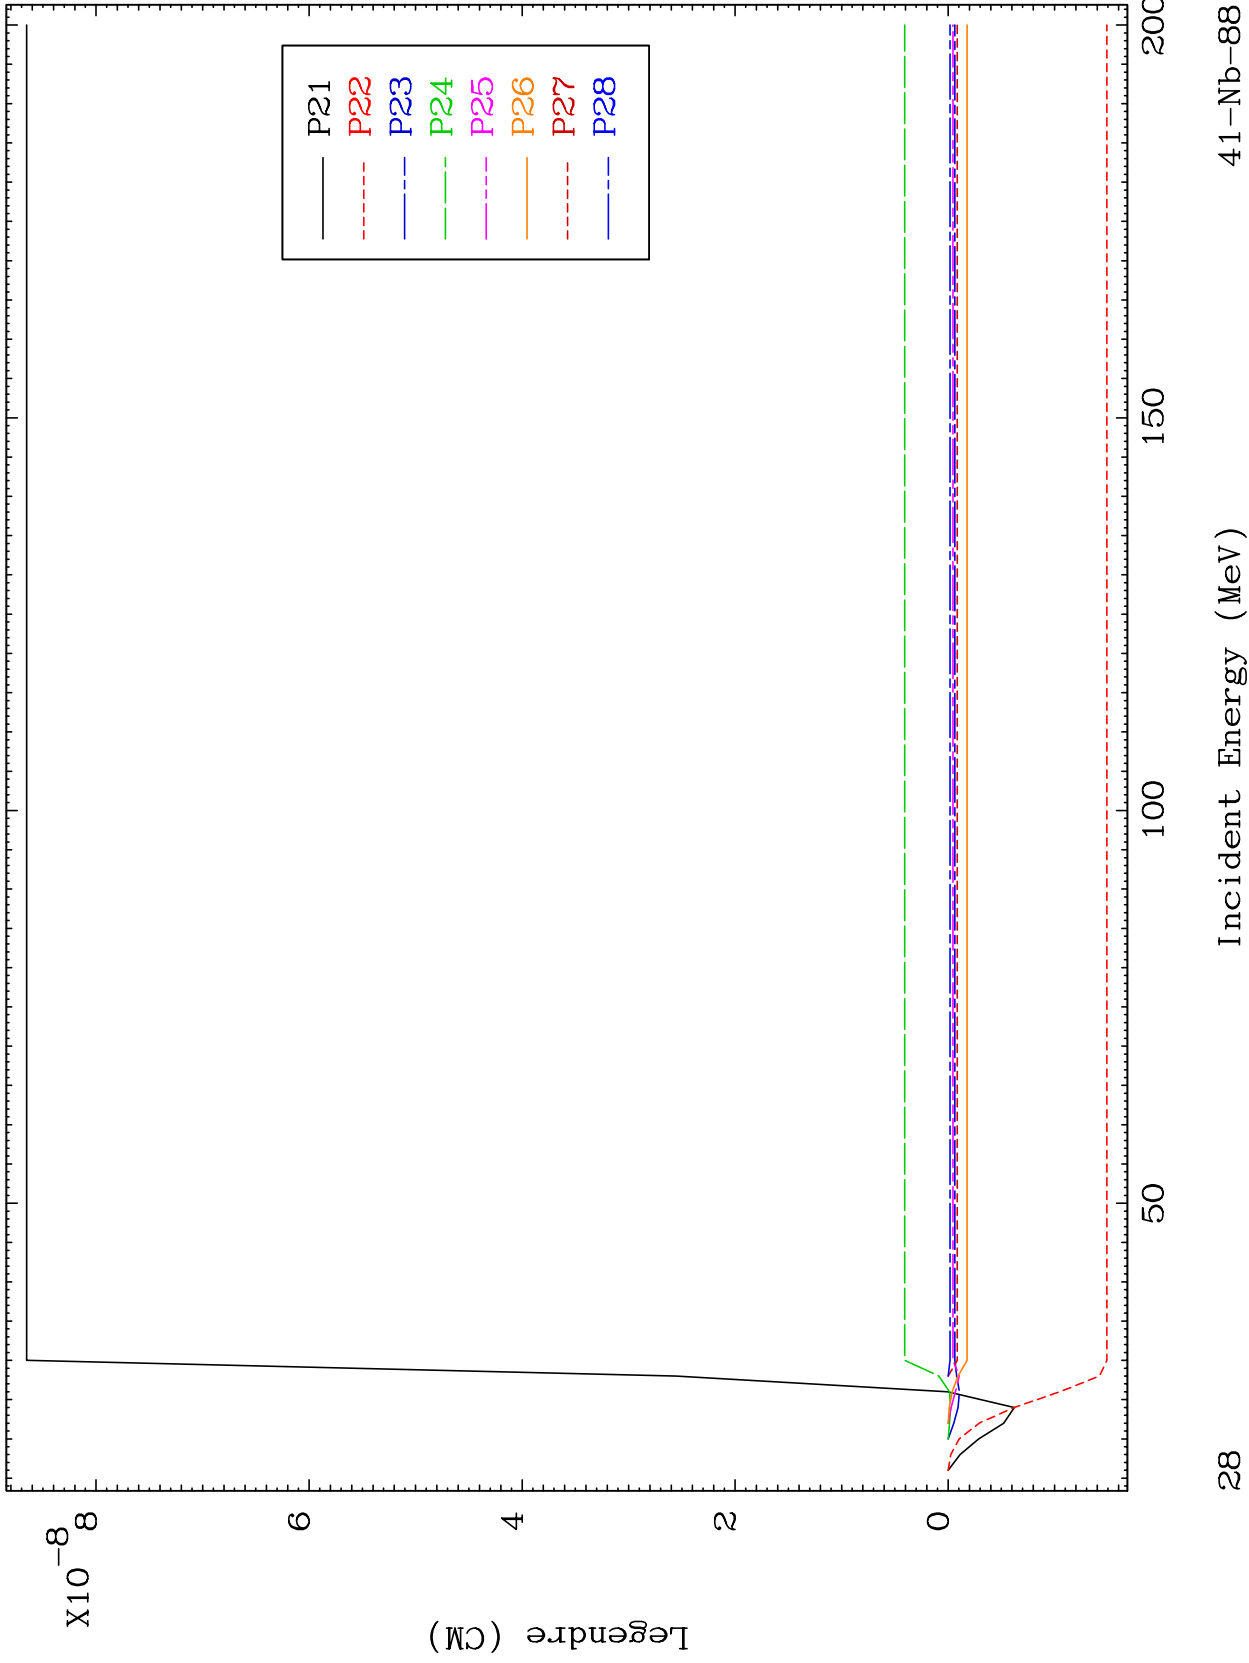 X10-8
8
6
4
2
0
Legendre (CM)
P21
P22
P23
P24
P25
P26
P27
P28
50
100
150
200
28
Incident Energy (MeV)
41-Nb-88